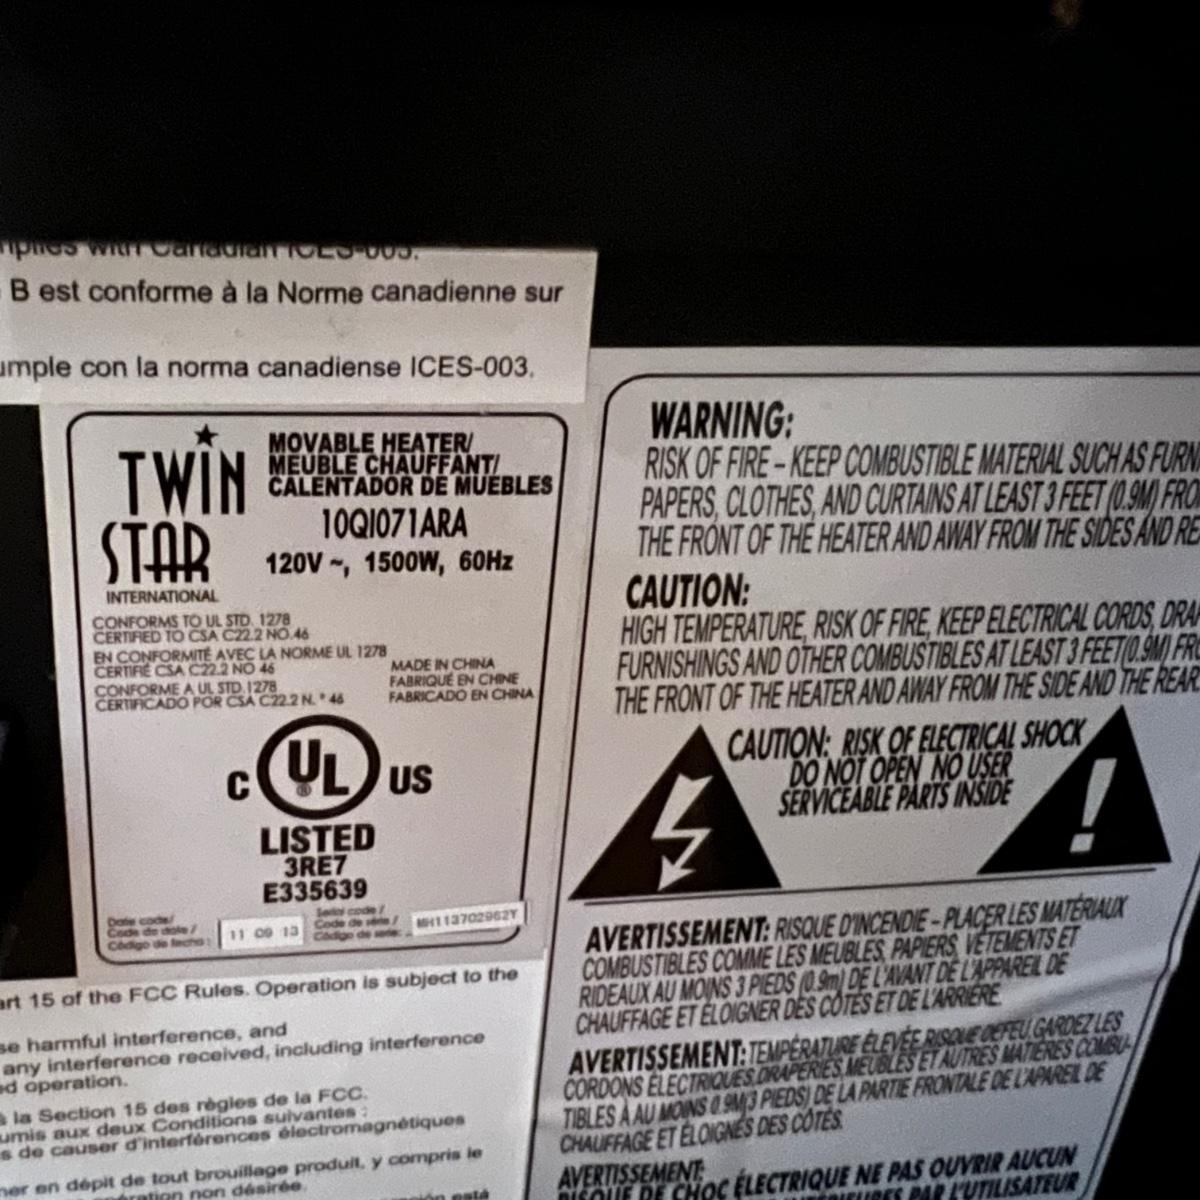 with Canadian ICES-003.
B est conforme à la Norme canadienne sur
con la norma canadiense ICES-003.
TWIN
STAR
INTERNATIONAL
MOVABLE HEATER/
MEUBLE CHAUFFANT/
CALENTADOR DE MUEBLES
10QI071ARA
120V ~, 1500W, 60Hz
CONFORMS TO UL STD. 1278
CERTIFIED TO CSA C22.2 NO.46
EN CONFORMITÉ AVEC LA NORME UL 1278
CERTIFIÉ CSA C22.2 NO 46
CONFORME A UL STD.1278
CERTIFICADO POR CSA C22.2 N. ° 46
MADE IN CHINA
FABRIQUÉ EN CHINE
FABRICADO EN CHINA
C UL ® US
LISTED
3RE7
E335639
Date code/
Code de date /
Código de fecha :
11 09 13
Serial code /
Code de série /
Código de serie:
MH113702962Y
15 of the FCC Rules. Operation is subject to the
harmful interference, and
any interference received, including interference
operation.
à la Section 15 des règles de la FCC.
aux deux Conditions suivantes :
de causer d'interférences électromagnétiques
en dépit de tout brouillage produit, y compris le
non désirée.
está
WARNING:
RISK OF FIRE – KEEP COMBUSTIBLE MATERIAL SUCH AS
PAPERS, CLOTHES, AND CURTAINS AT LEAST 3 FEET (0.9M)
THE FRONT OF THE HEATER AND AWAY FROM THE SIDES AND
CAUTION:
HIGH TEMPERATURE, RISK OF FIRE, KEEP ELECTRICAL CORDS,
FURNISHINGS AND OTHER COMBUSTIBLES AT LEAST 3 FEET(0.9M)
THE FRONT OF THE HEATER AND AWAY FROM THE SIDE AND THE REAR.
CAUTION: RISK OF ELECTRICAL SHOCK
DO NOT OPEN NO USER
SERVICEABLE PARTS INSIDE
AVERTISSEMENT: RISQUE D'INCENDIE – PLACER LES MATÉRIAUX
COMBUSTIBLES COMME LES MEUBLES, PAPIERS, VÊTEMENTS ET
RIDEAUX AU MOINS 3 PIEDS (0.9m) DE L'AVANT DE L'APPAREIL DE
CHAUFFAGE ET ÉLOIGNER DES CÔTES ET DE L'ARRIÈRE.
AVERTISSEMENT: TEMPÉRATURE ÉLEVÉE, RISQUE DE FEU, GARDEZ LES
CORDONS ÉLECTRIQUES, DRAPERIES, MEUBLES ET AUTRES MATIÈRES COMBU-
TIBLES À AU MOINS 0.9M(3 PIEDS) DE LA PARTIE FRONTALE DE L'APAREIL DE
CHAUFFAGE ET ÉLOIGNÉS DES CÔTÉS.
AVERTISSEMENT:
RISQUE DE CHOC ÉLECTRIQUE NE PAS OUVRIR AUCUN
PAR L'UTILISATEUR